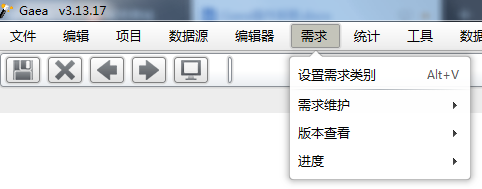 Gaea v3.13.17
文件 编辑 项目 数据源 编辑器 需求 统计 工具
设置需求类别 Alt+V
需求维护
版本查看
进度